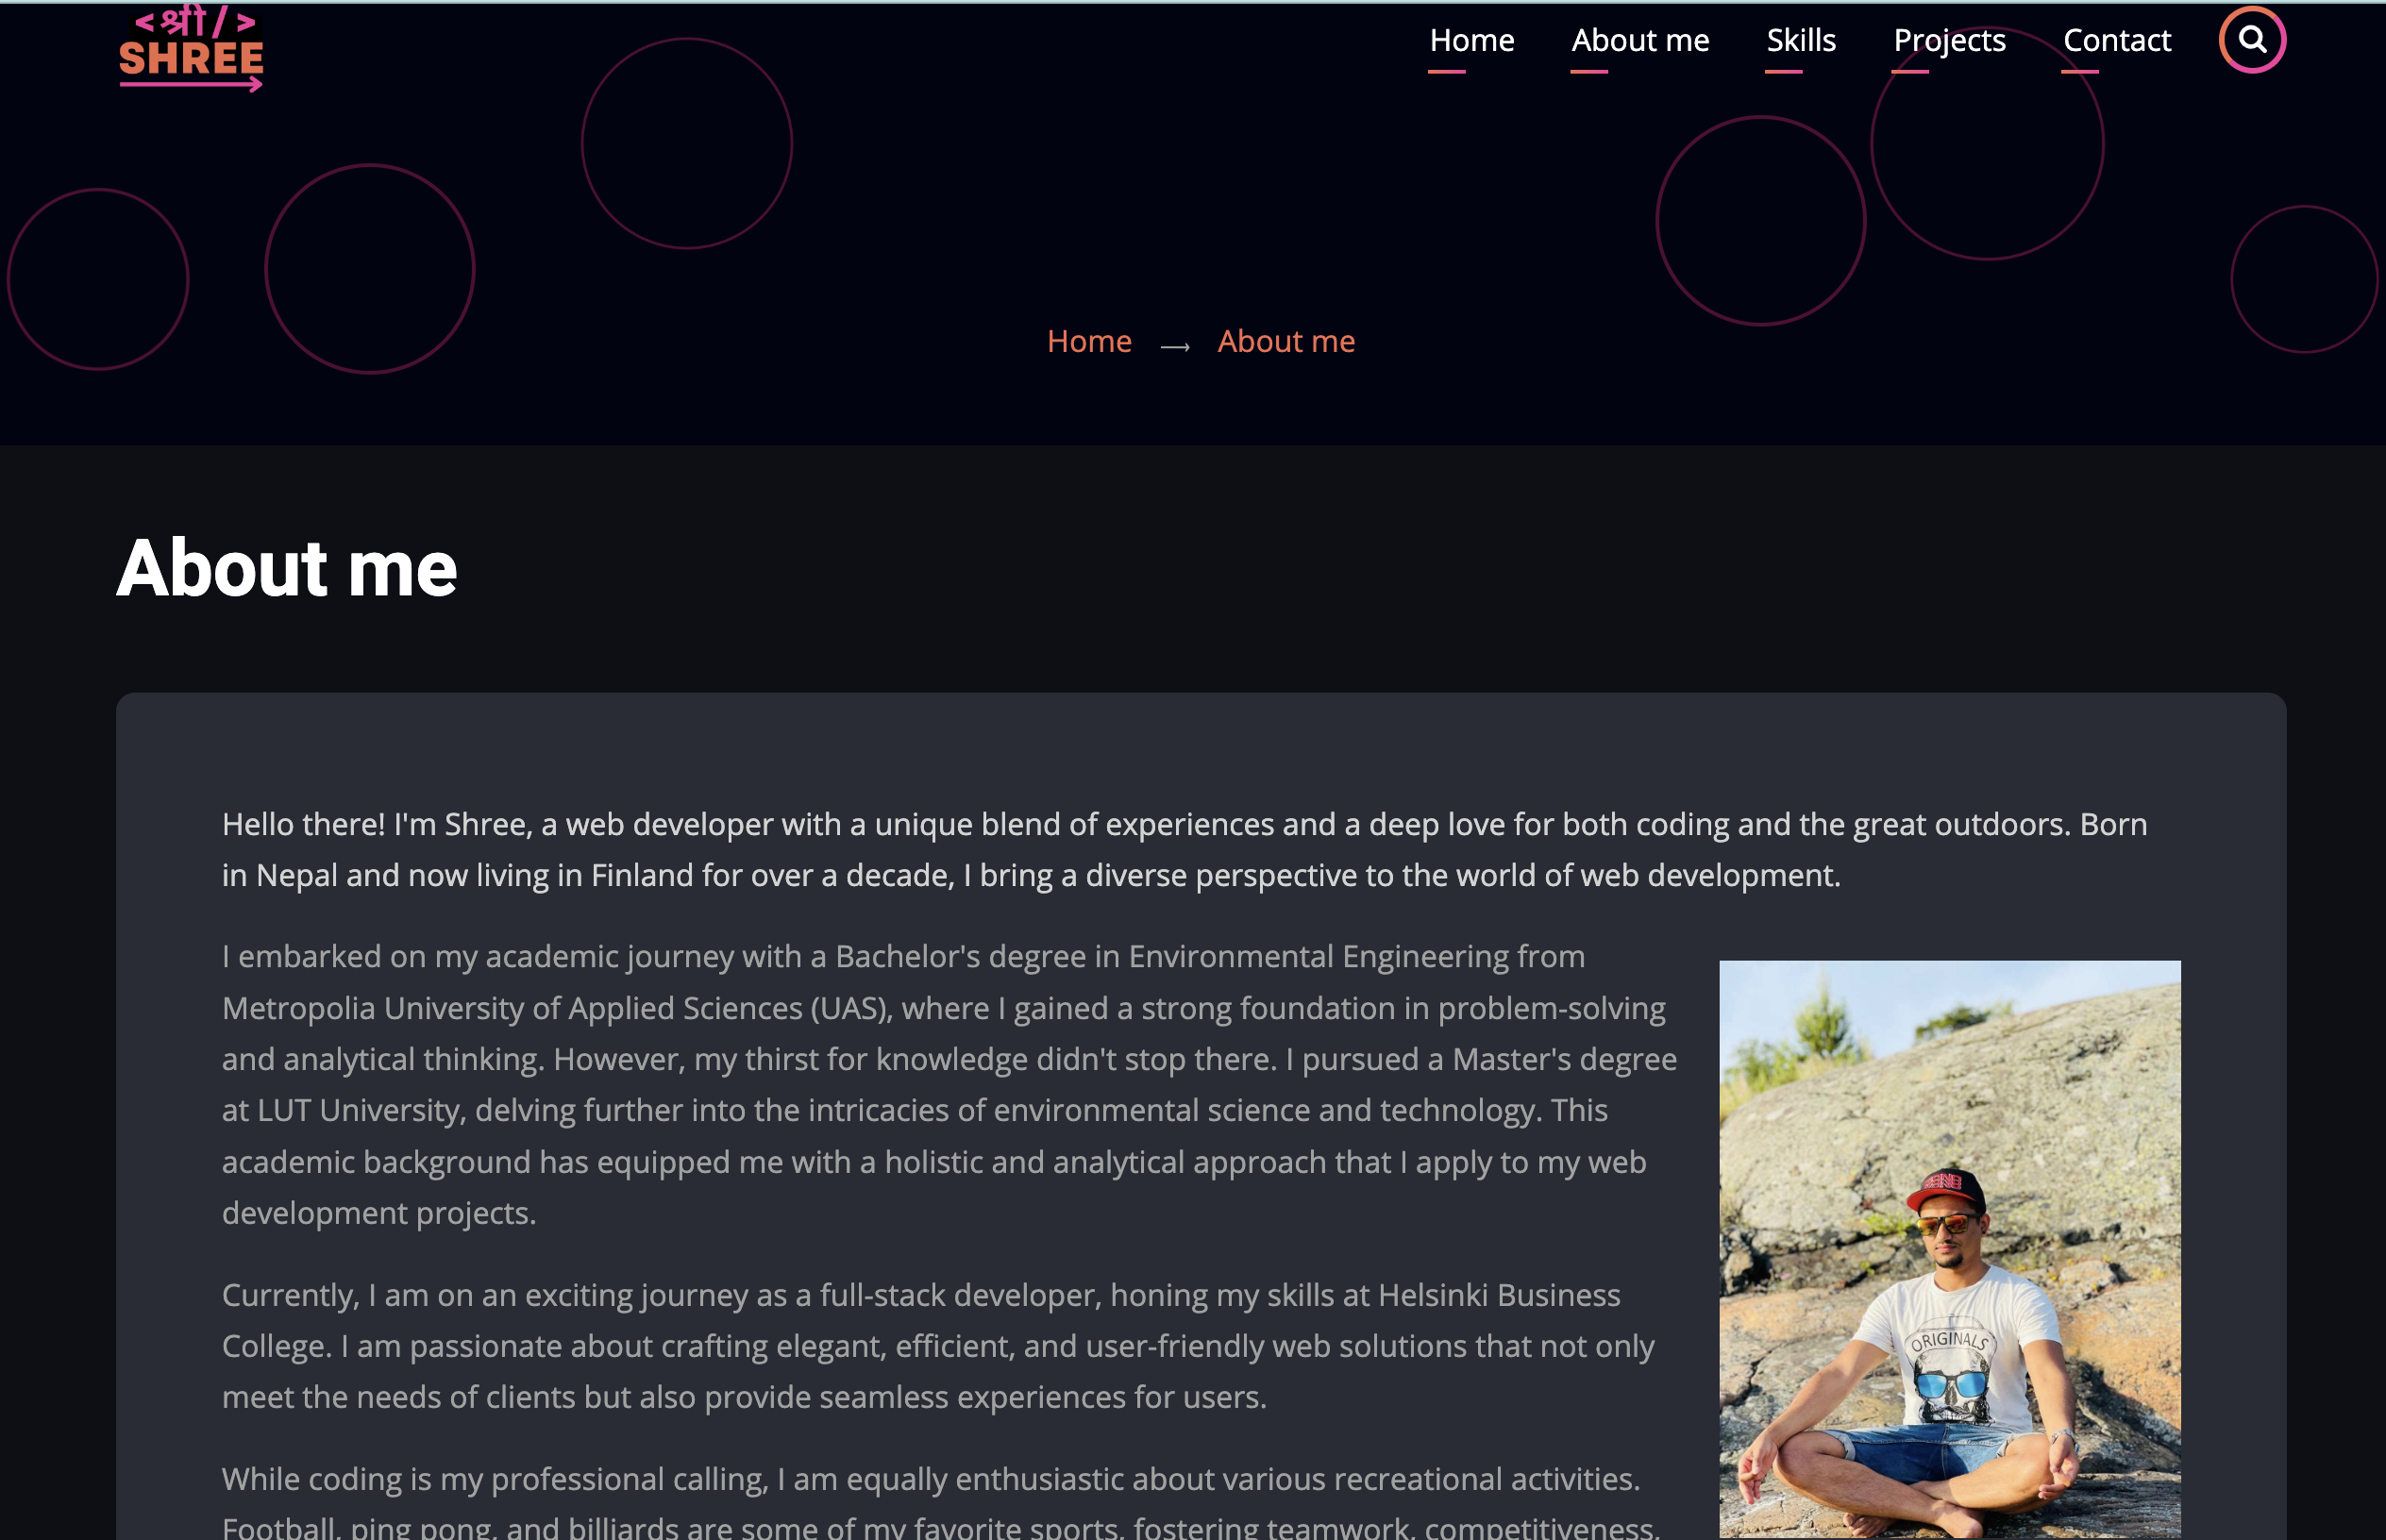 <श्री/>
SHREE
Home About me Skills Projects Contact
Home → About me
About me
Hello there! I'm Shree, a web developer with a unique blend of experiences and a deep love for both coding and the great outdoors. Born
in Nepal and now living in Finland for over a decade, I bring a diverse perspective to the world of web development.
I embarked on my academic journey with a Bachelor's degree in Environmental Engineering from
Metropolia University of Applied Sciences (UAS), where I gained a strong foundation in problem-solving
and analytical thinking. However, my thirst for knowledge didn't stop there. I pursued a Master's degree
at LUT University, delving further into the intricacies of environmental science and technology. This
academic background has equipped me with a holistic and analytical approach that I apply to my web
development projects.
Currently, I am on an exciting journey as a full-stack developer, honing my skills at Helsinki Business
College. I am passionate about crafting elegant, efficient, and user-friendly web solutions that not only
meet the needs of clients but also provide seamless experiences for users.
While coding is my professional calling, I am equally enthusiastic about various recreational activities.
Football, ping pong, and billiards are some of my favorite sports, fostering teamwork, competitiveness,
ORIGINALS